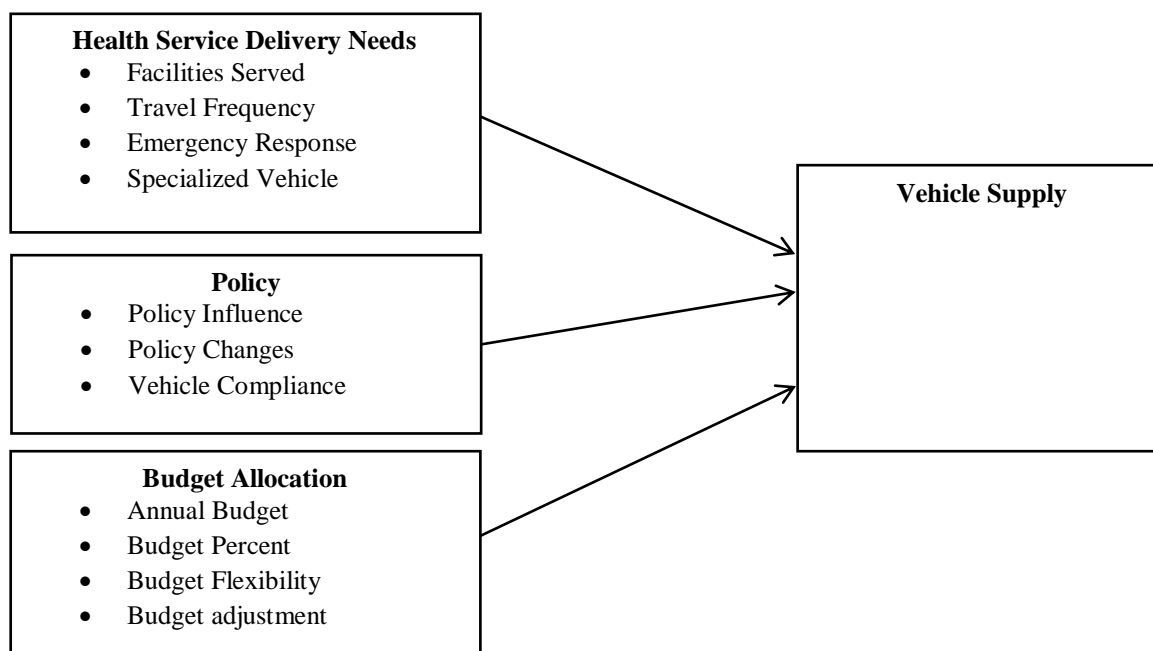 Health Service Delivery Needs
• Facilities Served
• Travel Frequency
• Emergency Response
• Specialized Vehicle
Policy
• Policy Influence
• Policy Changes
• Vehicle Compliance
Budget Allocation
• Annual Budget
• Budget Percent
• Budget Flexibility
• Budget adjustment
Vehicle Supply